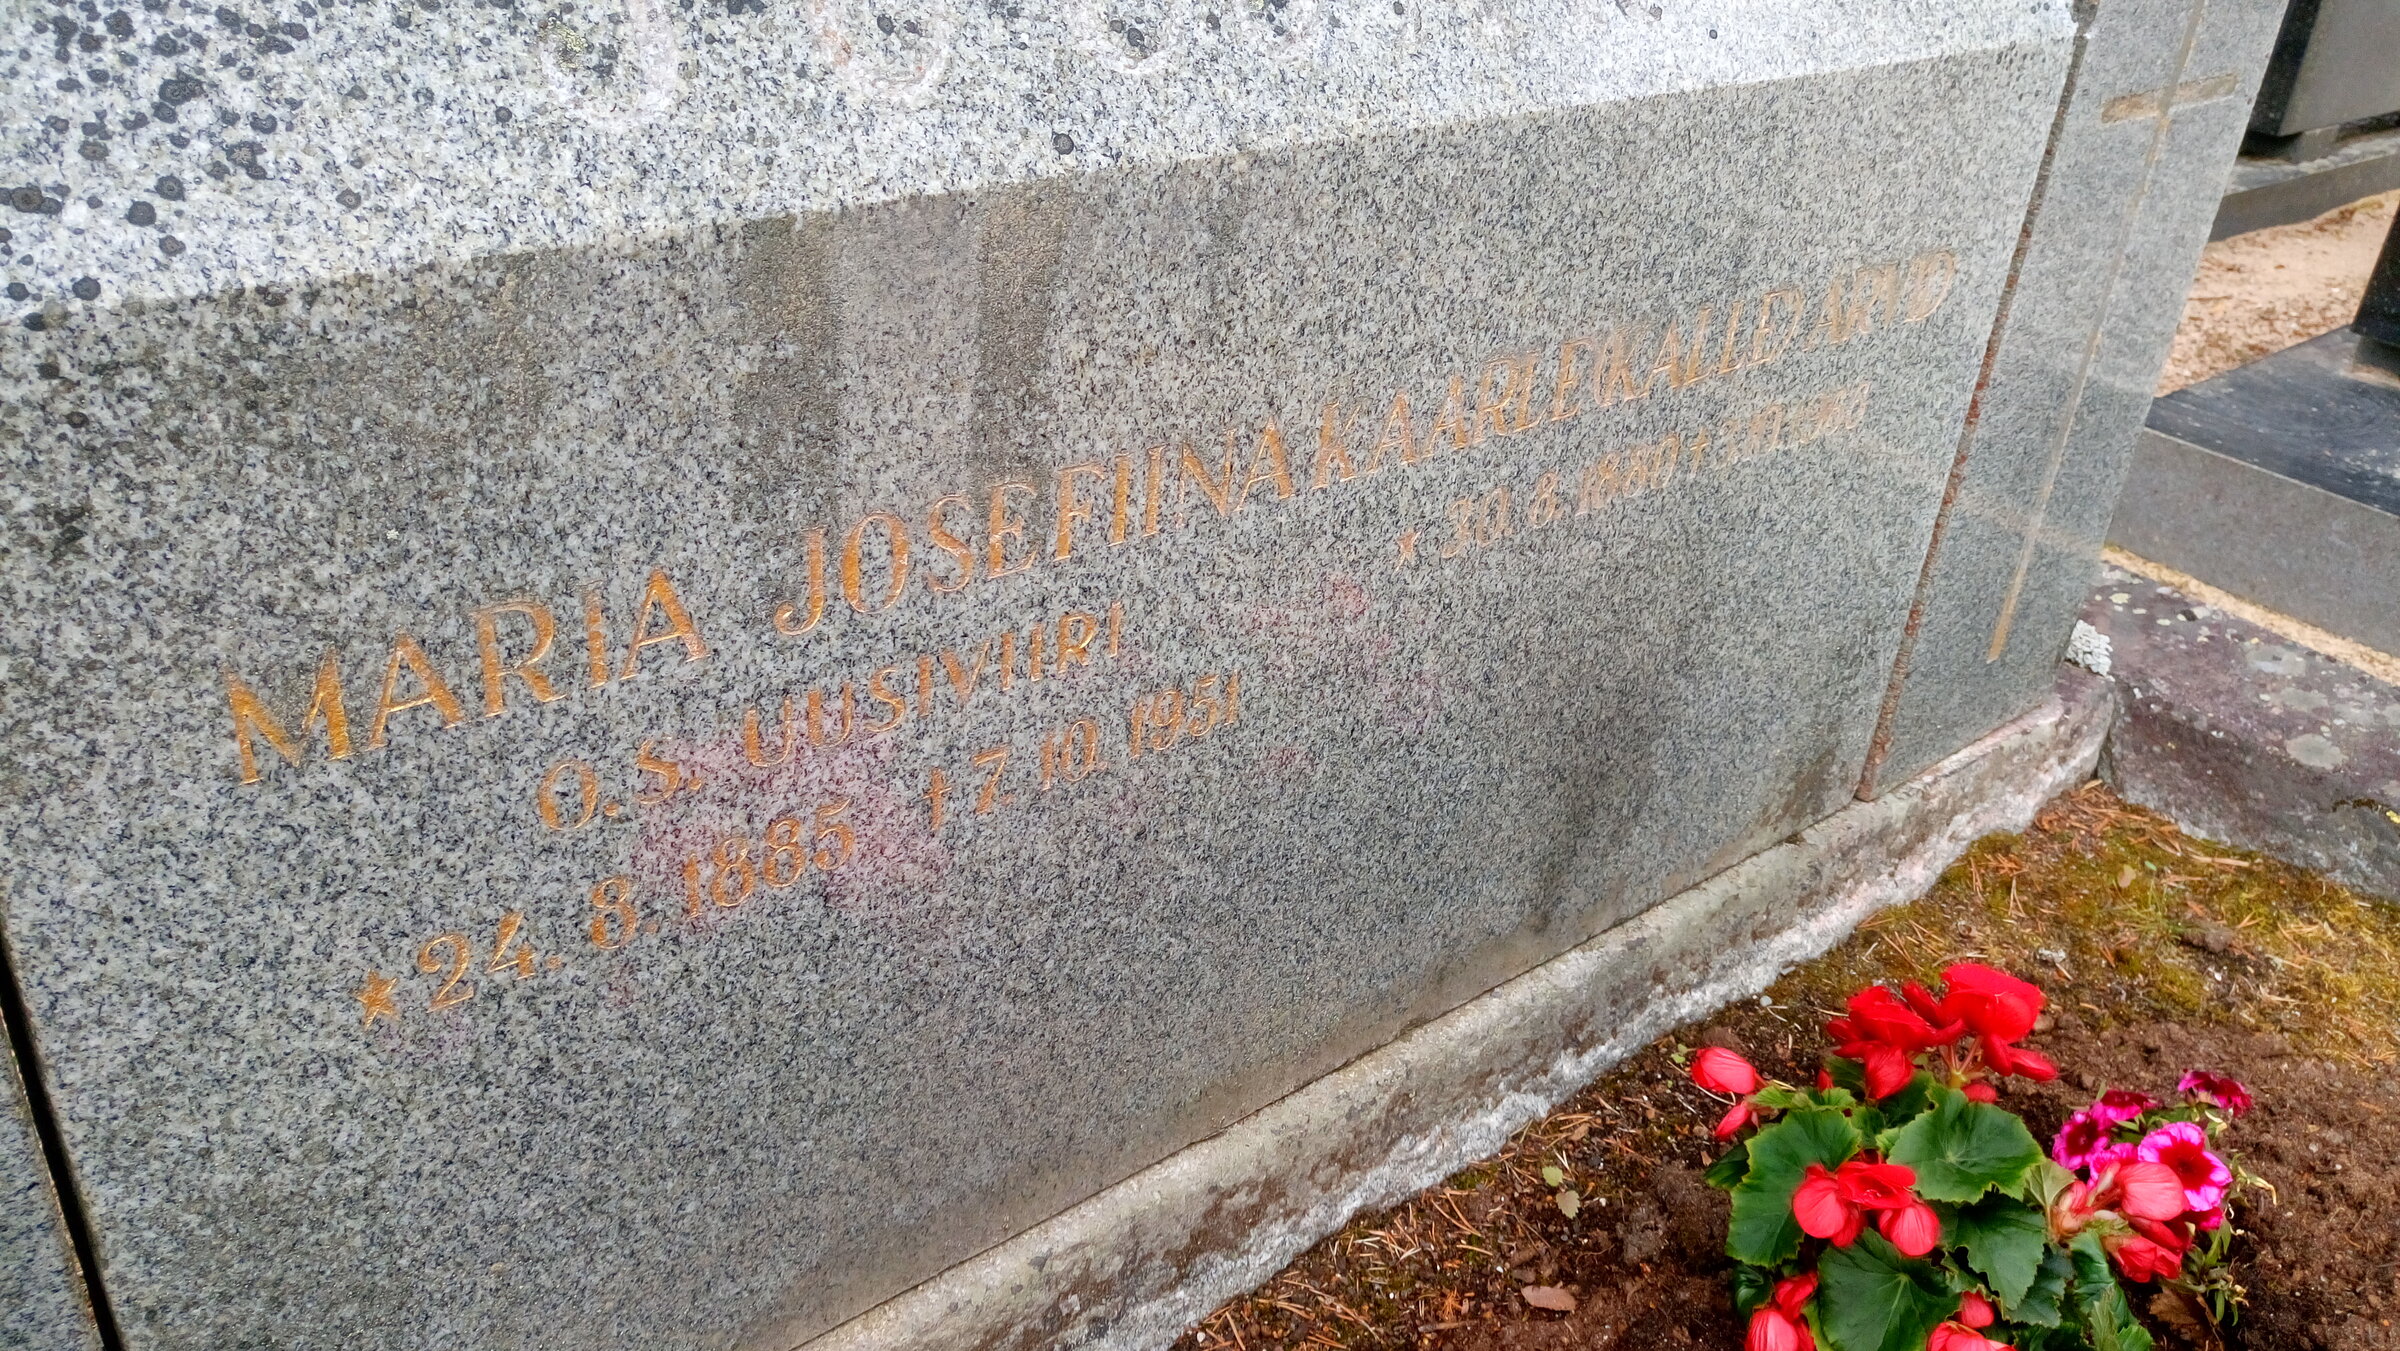 MARIA JOSEFIINA
O.S. UUSIVIIRI
★ 24. 8. 1885 † 7. 10. 1951
KAARLE (KALLE) ARVID
★ 30. 8. 1880 †